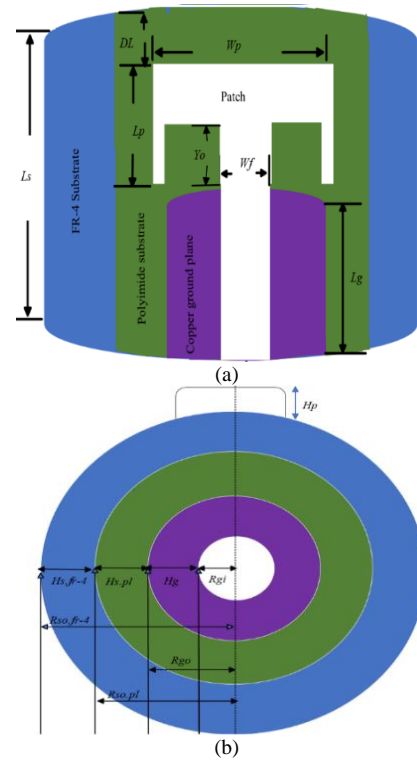 DL
Wp
Patch
Lp
Ls
Yo
Wf
FR-4 Substrate
Polyimide substrate
Copper ground plane
Lg
(a)
Hp
Hs.fr-4
Hs.pl
Hg
Rgi
Rso.fr-4
Rgo
Rso.pl
(b)